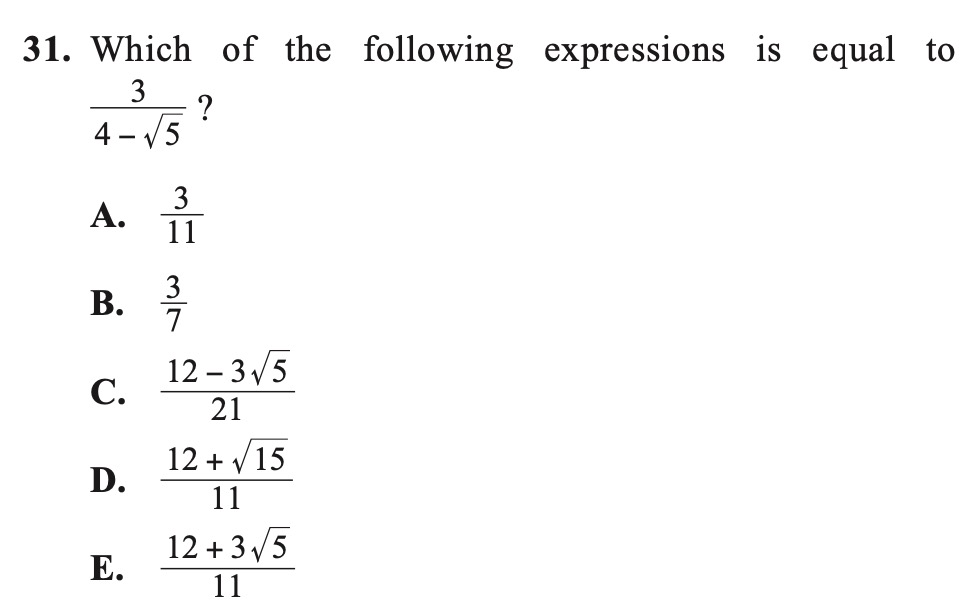 31. Which of the following expressions is equal to
3/(4 − √5) ?
A. 3/11
B. 3/7
C. (12 − 3√5)/21
D. (12 + √15)/11
E. (12 + 3√5)/11